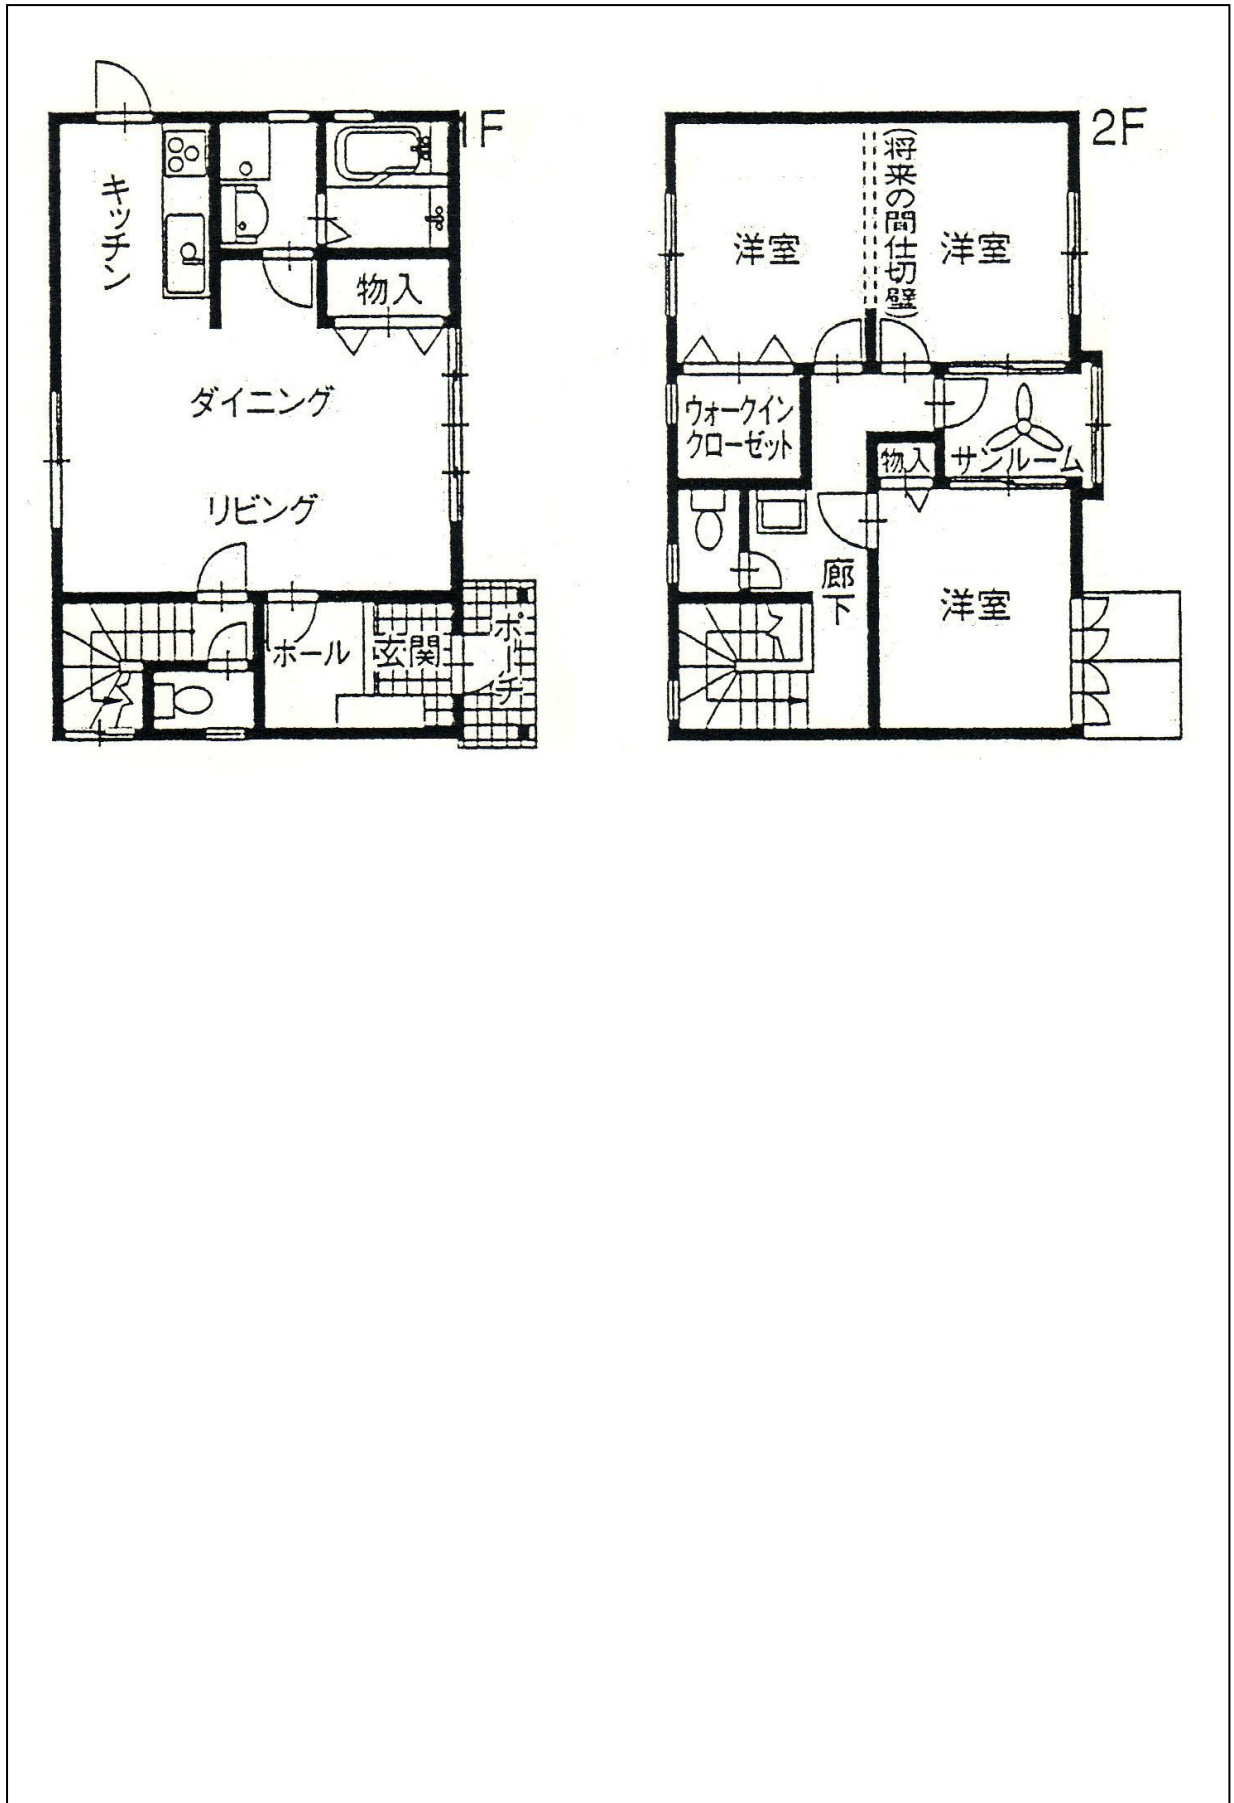 1F
キッチン
物入
ダイニング
リビング
ホール
玄関
ポーチ
2F
洋室
(将来の間仕切壁)
洋室
ウォークイン
クローゼット
物入
サンルーム
廊下
洋室